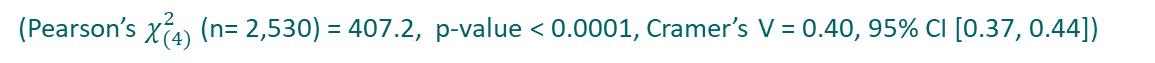 (Pearson's χ²₍₄₎ (n= 2,530) = 407.2, p-value < 0.0001, Cramer's V = 0.40, 95% CI [0.37, 0.44])